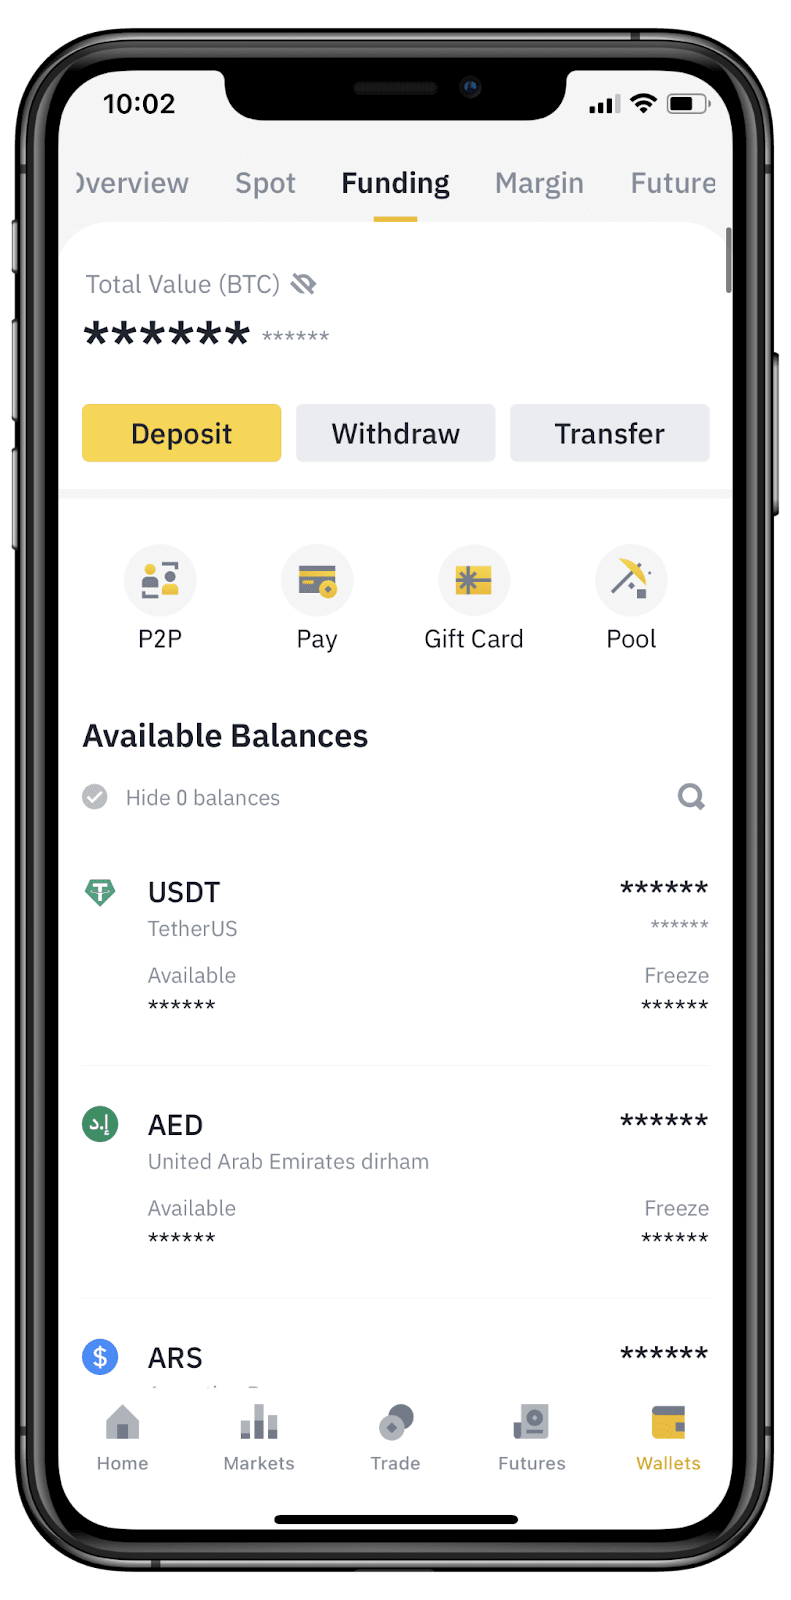 10:02
Overview Spot Funding Margin Future
Total Value (BTC)
****** ******
Deposit Withdraw Transfer
P2P Pay Gift Card Pool
Available Balances
Hide 0 balances
USDT ******
TetherUS ******
Available Freeze
****** ******
د.إ AED ******
United Arab Emirates dirham
Available Freeze
****** ******
$ ARS ******
Home Markets Trade Futures Wallets